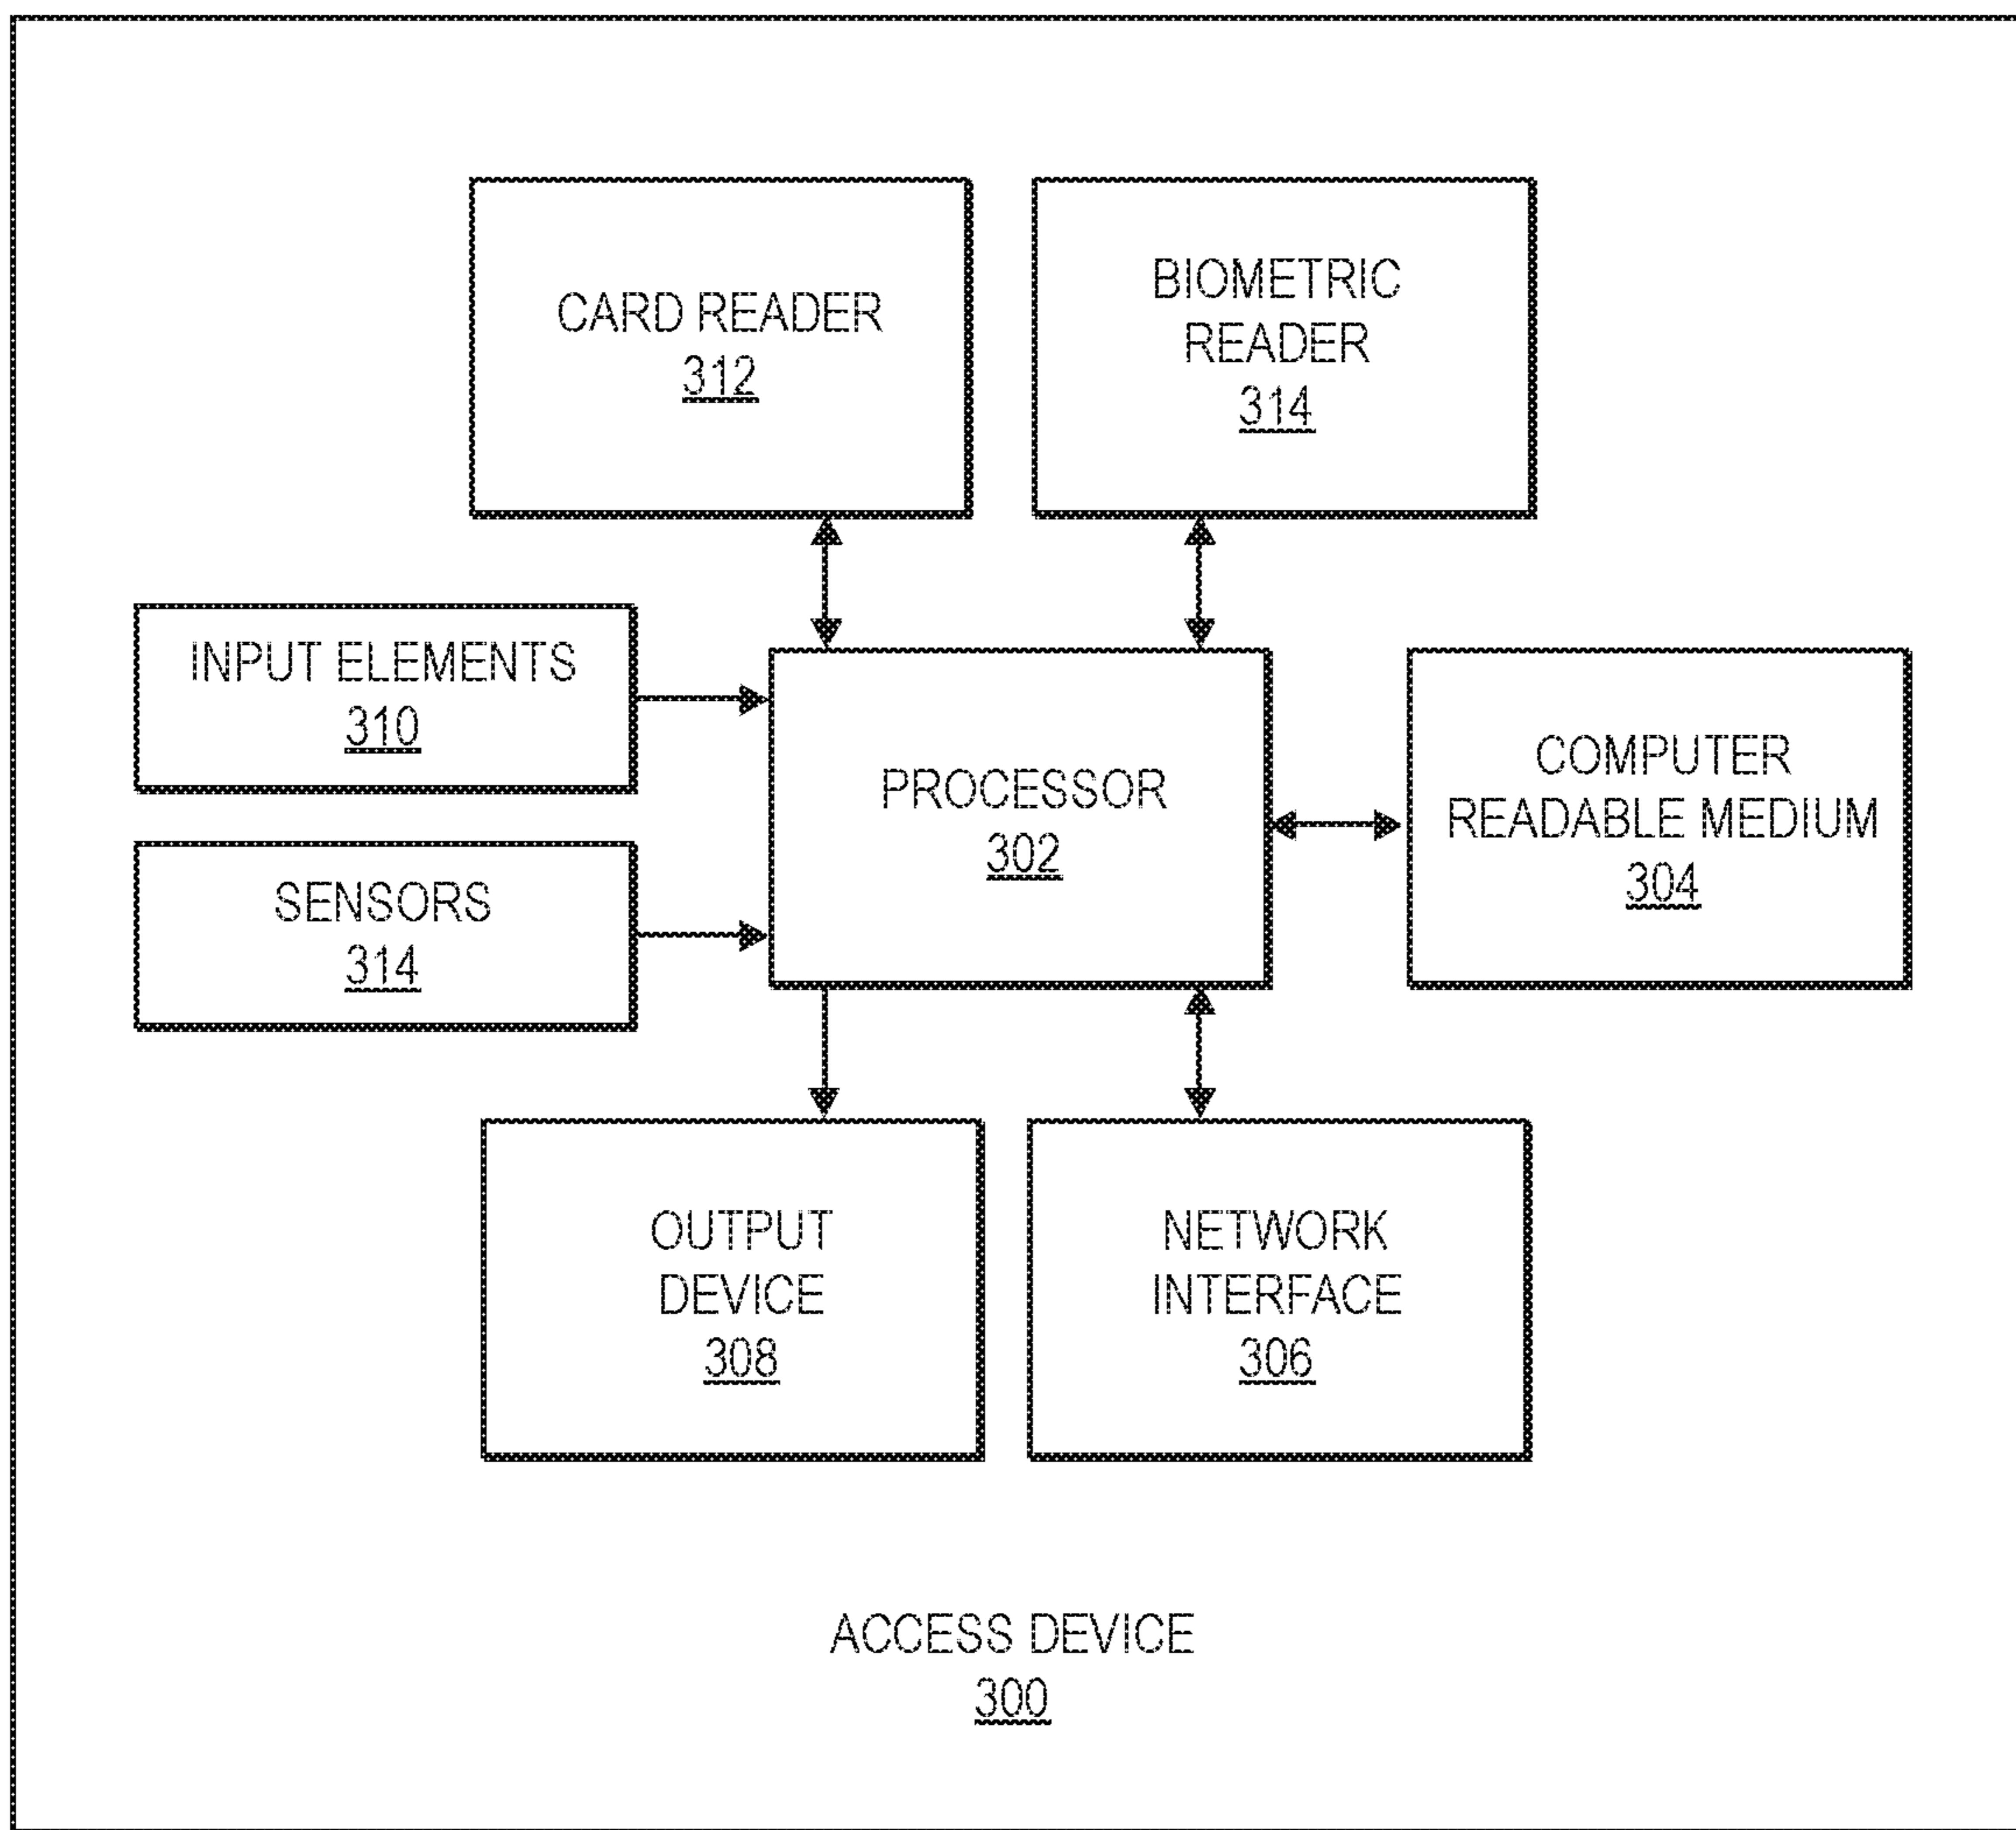 CARD READER
312
BIOMETRIC
READER
314
INPUT ELEMENTS
310
SENSORS
314
PROCESSOR
302
COMPUTER
READABLE MEDIUM
304
OUTPUT
DEVICE
308
NETWORK
INTERFACE
306
ACCESS DEVICE
300